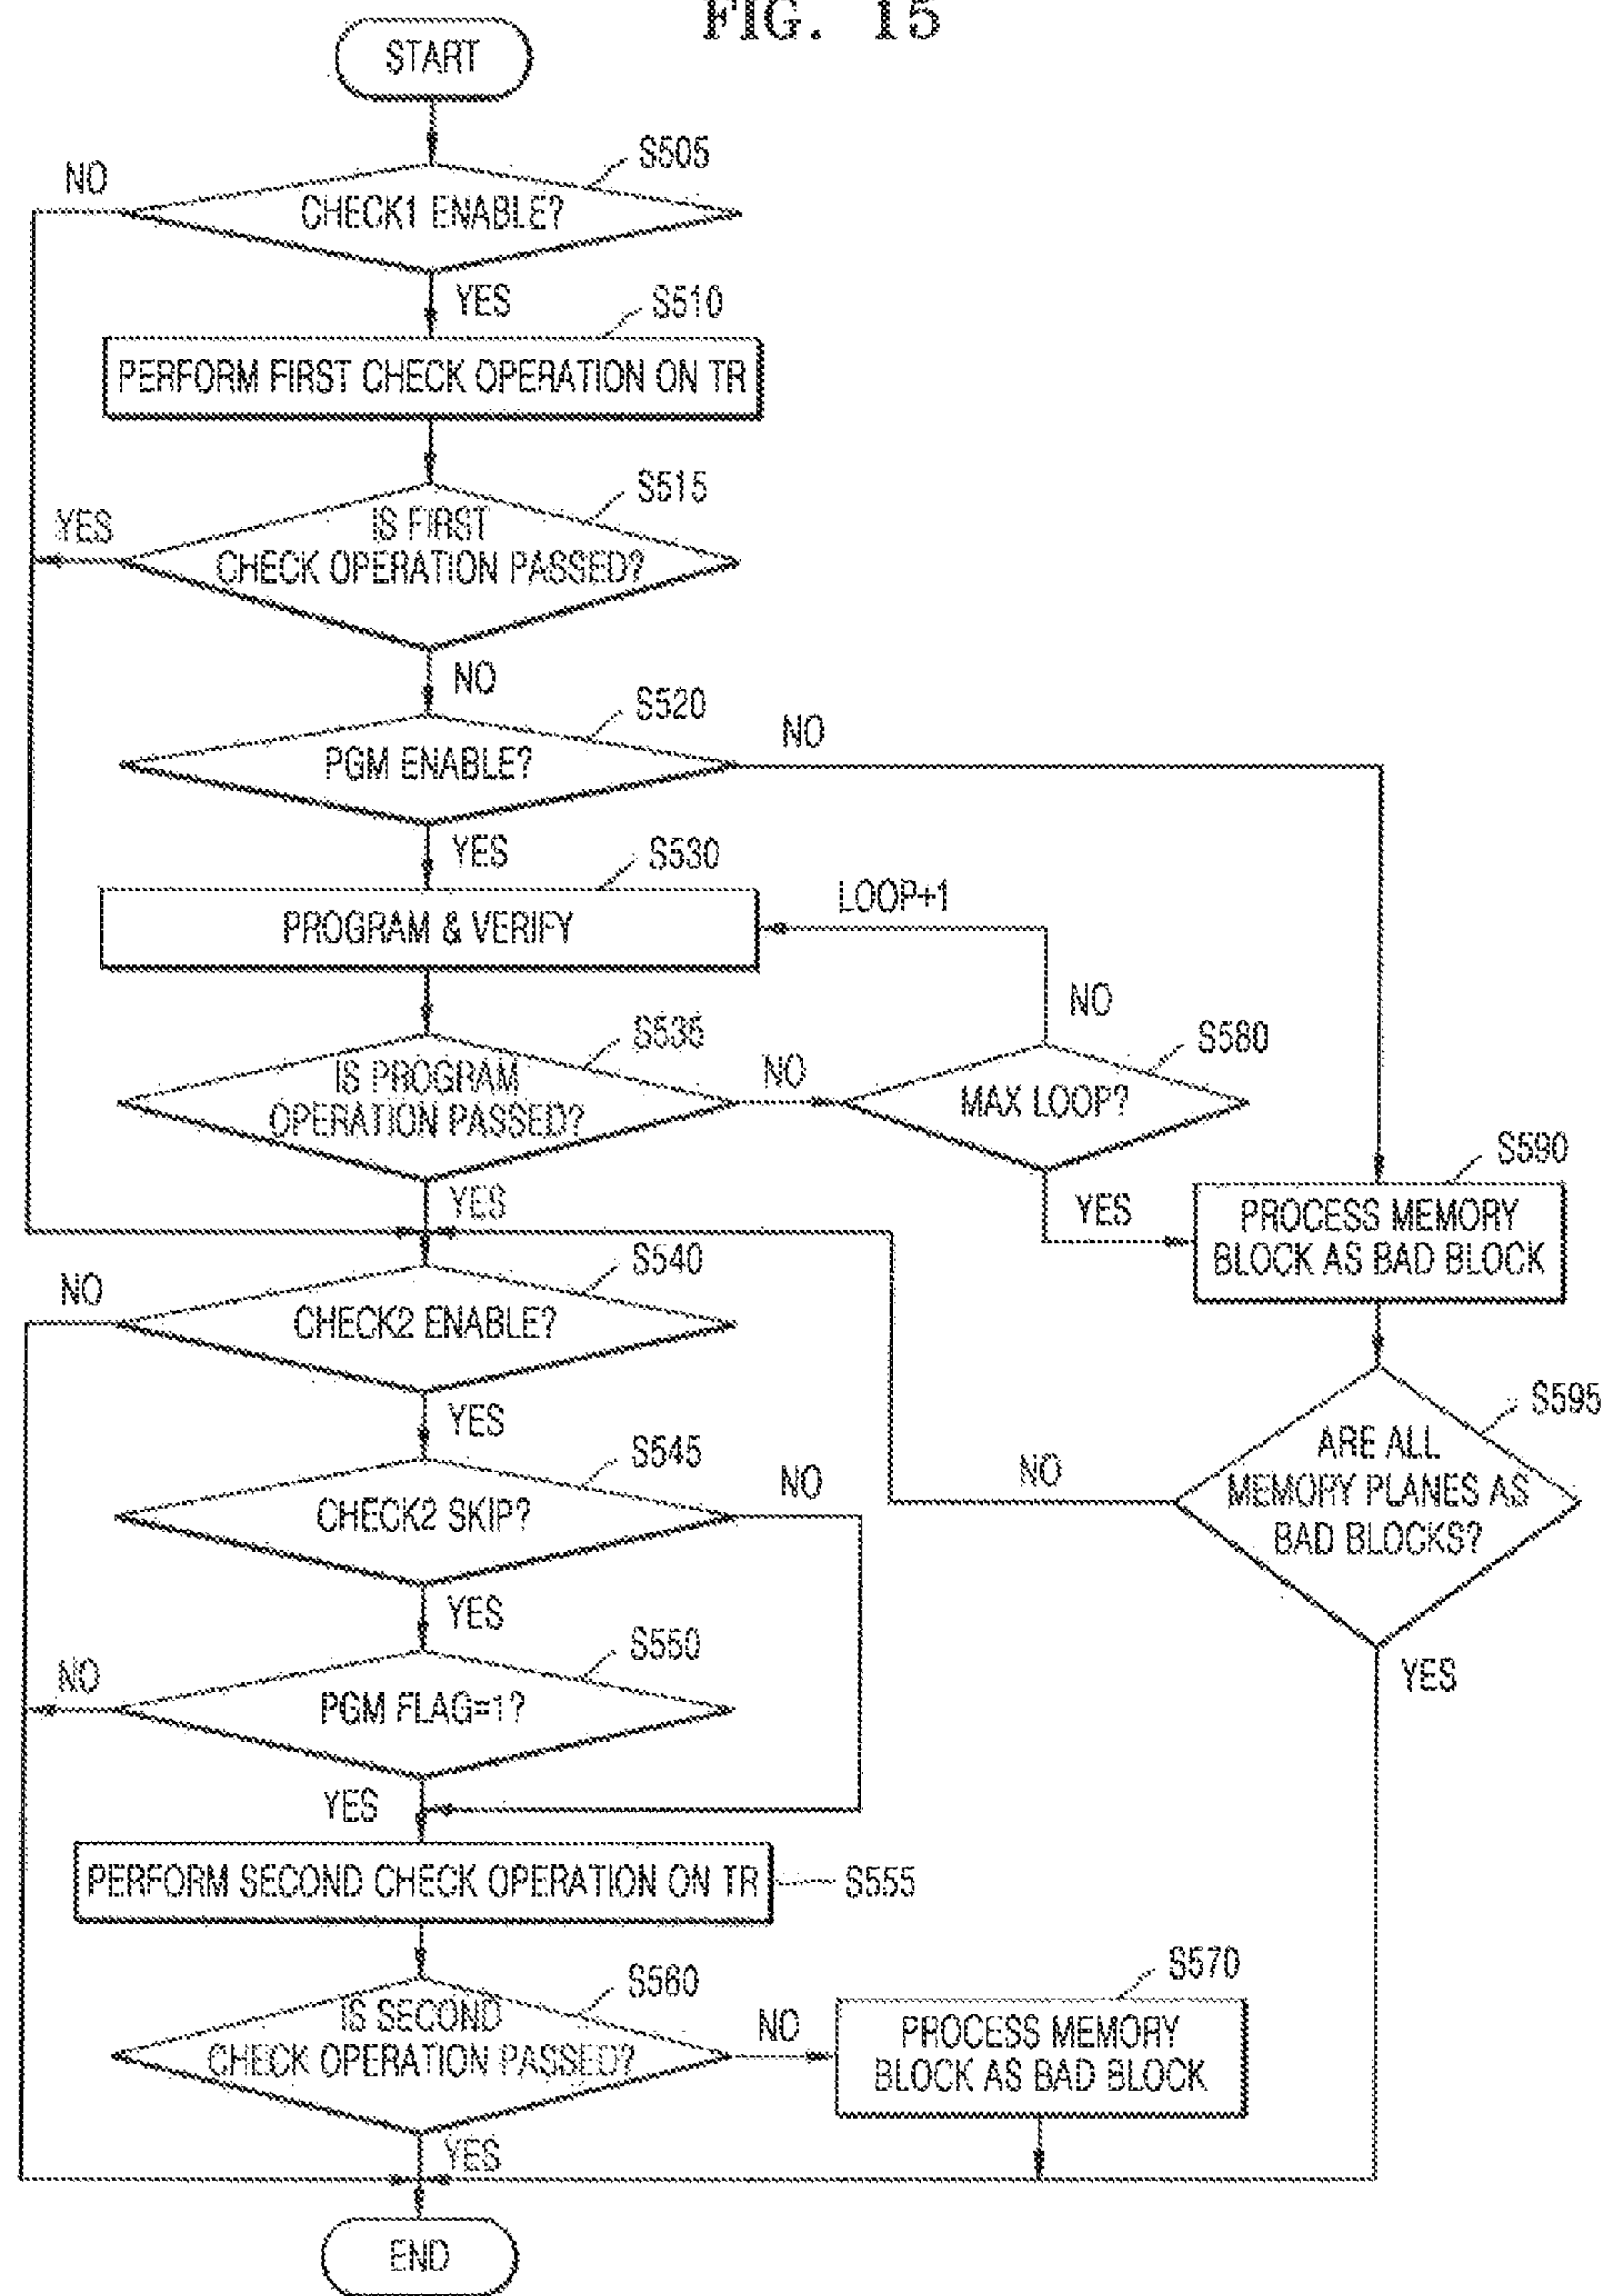 FIG. 15
START
S505
NO
CHECK1 ENABLE?
YES
S510
PERFORM FIRST CHECK OPERATION ON TR
S515
YES
IS FIRST
CHECK OPERATION PASSED?
NO
S520
NO
PGM ENABLE?
YES
S530
LOOP+1
PROGRAM & VERIFY
NO
S535
S580
IS PROGRAM
OPERATION PASSED?
NO
MAX LOOP?
S590
YES
YES
PROCESS MEMORY
BLOCK AS BAD BLOCK
S540
NO
CHECK2 ENABLE?
YES
S595
ARE ALL
MEMORY PLANES AS
BAD BLOCKS?
NO
S545
NO
CHECK2 SKIP?
YES
S550
NO
YES
PGM FLAG=1?
YES
PERFORM SECOND CHECK OPERATION ON TR
S555
S560
S570
IS SECOND
CHECK OPERATION PASSED?
NO
PROCESS MEMORY
BLOCK AS BAD BLOCK
YES
END